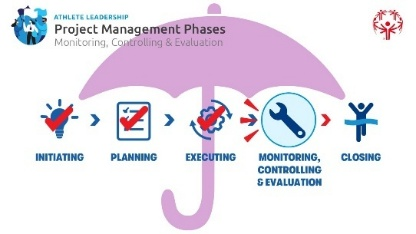 ATHLETE LEADERSHIP
Project Management Phases
Monitoring, Controlling & Evaluation
INITIATING
PLANNING
EXECUTING
MONITORING,
CONTROLLING
& EVALUATION
CLOSING